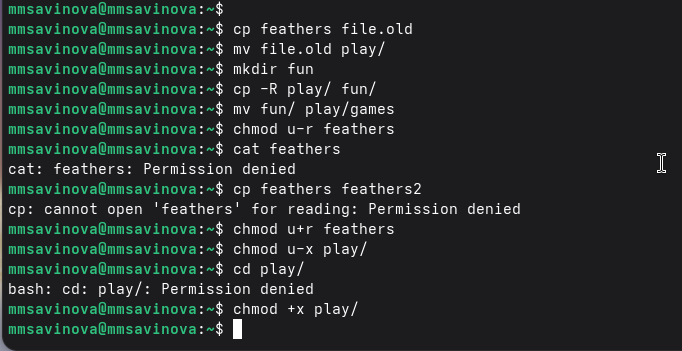 mmsavinova@mmsavinova:~$
mmsavinova@mmsavinova:~$ cp feathers file.old
mmsavinova@mmsavinova:~$ mv file.old play/
mmsavinova@mmsavinova:~$ mkdir fun
mmsavinova@mmsavinova:~$ cp -R play/ fun/
mmsavinova@mmsavinova:~$ mv fun/ play/games
mmsavinova@mmsavinova:~$ chmod u-r feathers
mmsavinova@mmsavinova:~$ cat feathers
cat: feathers: Permission denied
mmsavinova@mmsavinova:~$ cp feathers feathers2
cp: cannot open 'feathers' for reading: Permission denied
mmsavinova@mmsavinova:~$ chmod u+r feathers
mmsavinova@mmsavinova:~$ chmod u-x play/
mmsavinova@mmsavinova:~$ cd play/
bash: cd: play/: Permission denied
mmsavinova@mmsavinova:~$ chmod +x play/
mmsavinova@mmsavinova:~$